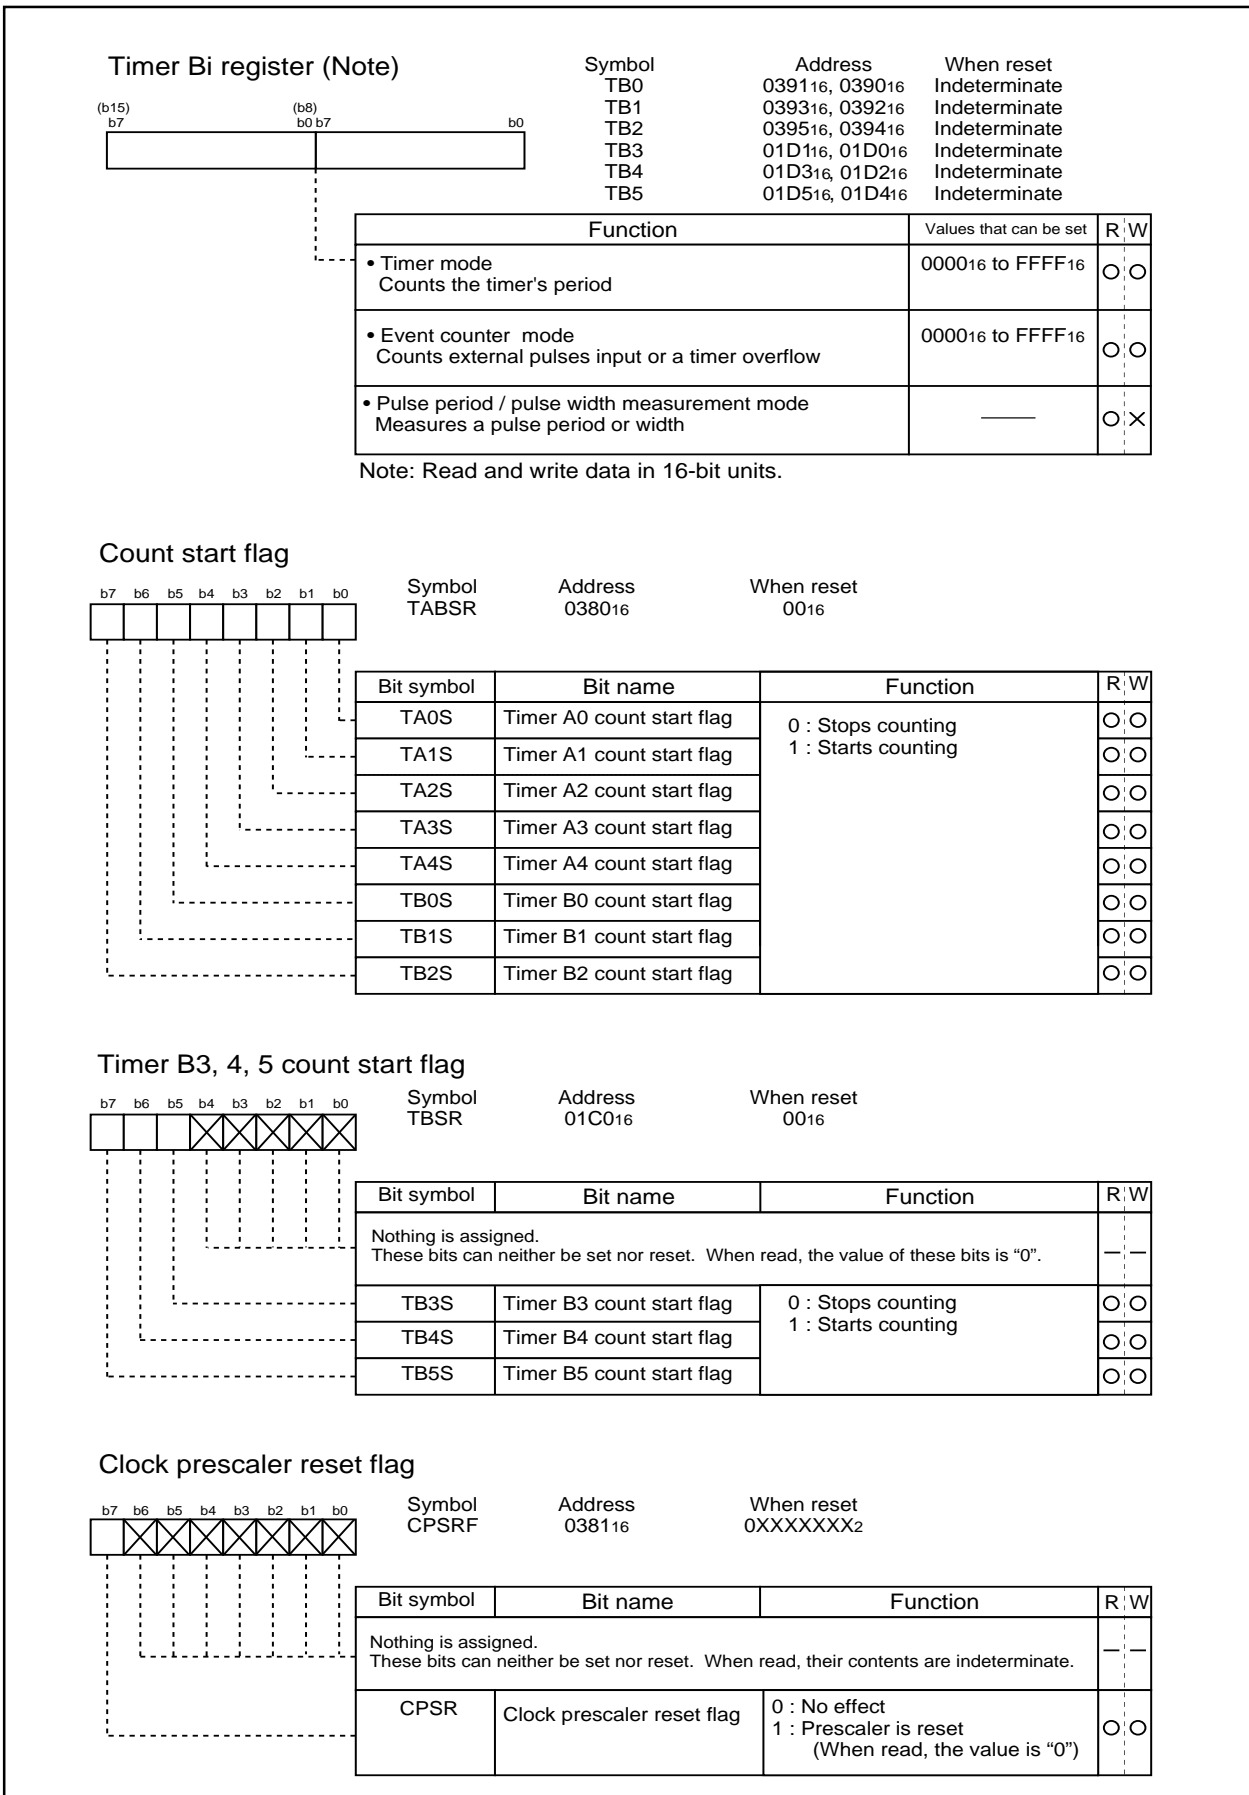 Timer Bi register (Note)
Symbol Address When reset
TB0 039116, 039016 Indeterminate
TB1 039316, 039216 Indeterminate
TB2 039516, 039416 Indeterminate
TB3 01D116, 01D016 Indeterminate
TB4 01D316, 01D216 Indeterminate
TB5 01D516, 01D416 Indeterminate
(b15) (b8)
b7 b0 b7 b0
Function Values that can be set R W
• Timer mode 000016 to FFFF16 O O
Counts the timer's period
• Event counter mode 000016 to FFFF16 O O
Counts external pulses input or a timer overflow
• Pulse period / pulse width measurement mode — O X
Measures a pulse period or width
Note: Read and write data in 16-bit units.
Count start flag
b7 b6 b5 b4 b3 b2 b1 b0
Symbol Address When reset
TABSR 038016 0016
Bit symbol Bit name Function R W
TA0S Timer A0 count start flag 0 : Stops counting O O
TA1S Timer A1 count start flag 1 : Starts counting O O
TA2S Timer A2 count start flag O O
TA3S Timer A3 count start flag O O
TA4S Timer A4 count start flag O O
TB0S Timer B0 count start flag O O
TB1S Timer B1 count start flag O O
TB2S Timer B2 count start flag O O
Timer B3, 4, 5 count start flag
b7 b6 b5 b4 b3 b2 b1 b0
Symbol Address When reset
TBSR 01C016 0016
Bit symbol Bit name Function R W
Nothing is assigned.
These bits can neither be set nor reset. When read, the value of these bits is “0”. — —
TB3S Timer B3 count start flag 0 : Stops counting O O
TB4S Timer B4 count start flag 1 : Starts counting O O
TB5S Timer B5 count start flag O O
Clock prescaler reset flag
b7 b6 b5 b4 b3 b2 b1 b0
Symbol Address When reset
CPSRF 038116 0XXXXXXX2
Bit symbol Bit name Function R W
Nothing is assigned.
These bits can neither be set nor reset. When read, their contents are indeterminate. — —
CPSR Clock prescaler reset flag 0 : No effect O O
1 : Prescaler is reset
(When read, the value is “0”)